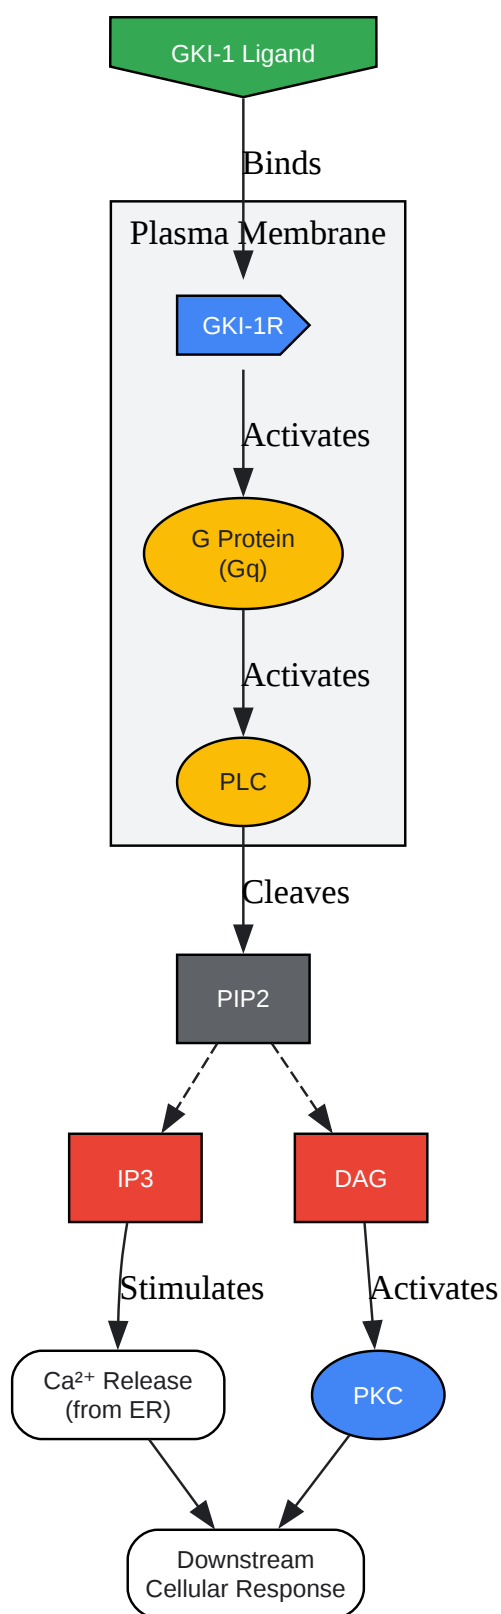 GKI-1 Ligand
Binds
Plasma Membrane
GKI-1R
Activates
G Protein
(Gq)
Activates
PLC
Cleaves
PIP2
IP3
DAG
Stimulates
Activates
Ca²⁺ Release
(from ER)
PKC
Downstream
Cellular Response